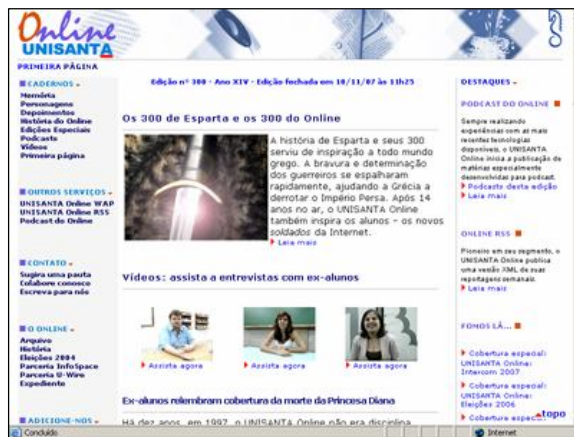 Online
UNISANTA
PRIMEIRA PÁGINA
CADERNOS
Memória
Personagens
Depoimentos
História do Online
Edições Especiais
Podcasts
Vídeos
Primeira página
OUTROS SERVIÇOS
UNISANTA Online WAP
UNISANTA Online RSS
Podcast do Online
CONTATO
Sugira uma pauta
Colabore conosco
Escreva para nós
O ONLINE
Arquivo
História
Eleições 2004
Parceria InfoSpace
Parceria U-Wire
Expediente
ADICIONE-NOS
Edição nº 300 - Ano XIV - Edição fechada em 10/11/07 às 11h25
Os 300 de Esparta e os 300 do Online
A história de Esparta e seus 300
serviu de inspiração a todo mundo
grego. A bravura e determinação
dos guerreiros se espalharam
rapidamente, ajudando a Grécia a
derrotar o Império Persa. Após 14
anos no ar, o UNISANTA Online
também inspira os alunos - os novos
soldados da Internet.
Leia mais
Vídeos: assista a entrevistas com ex-alunos
Assista agora
Assista agora
Assista agora
Ex-alunos relembram cobertura da morte da Princesa Diana
Há dez anos, em 1997, o UNISANTA Online não era disciplina
DESTAQUES
PODCAST DO ONLINE
Sempre realizando
experiências com as mais
recentes tecnologias
disponíveis, o UNISANTA
Online inicia a publicação de
matérias especialmente
desenvolvidas para podcast.
Podcasts desta edição
Leia mais
ONLINE RSS
Pioneiro em seu segmento, o
UNISANTA Online publica
uma versão XML de suas
reportagens semanais.
Leia mais
FOMOS LÁ...
Cobertura especial:
UNISANTA Online:
Intercom 2007
Cobertura especial:
UNISANTA Online:
Eleições 2006
Cobertura especial:
topo
Concluído
Internet